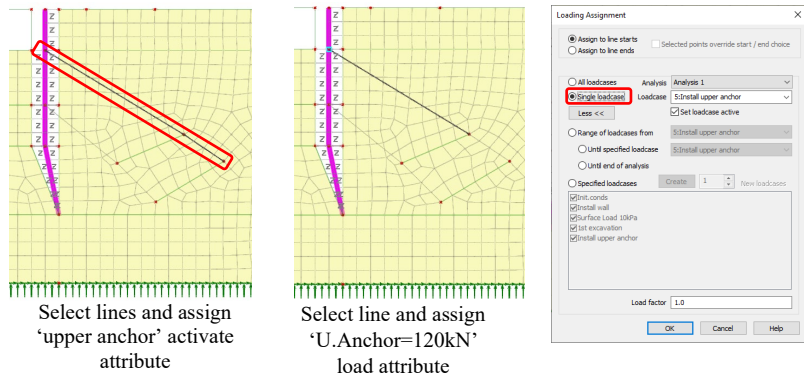 Select lines and assign
‘upper anchor’ activate
attribute
Select line and assign
‘U.Anchor=120kN’
load attribute
Loading Assignment
Assign to line starts
Assign to line ends
Selected points override start / end choice
All loadcases
Analysis
Analysis 1
Single loadcase
Loadcase
5:Install upper anchor
Less <<
Set loadcase active
Range of loadcases from
5:Install upper anchor
Until specified loadcase
5:Install upper anchor
Until end of analysis
Specified loadcases
Create
1
New loadcases
Init.conds
Install wall
Surface Load 10kPa
1st excavation
Install upper anchor
Load factor
1.0
OK
Cancel
Help